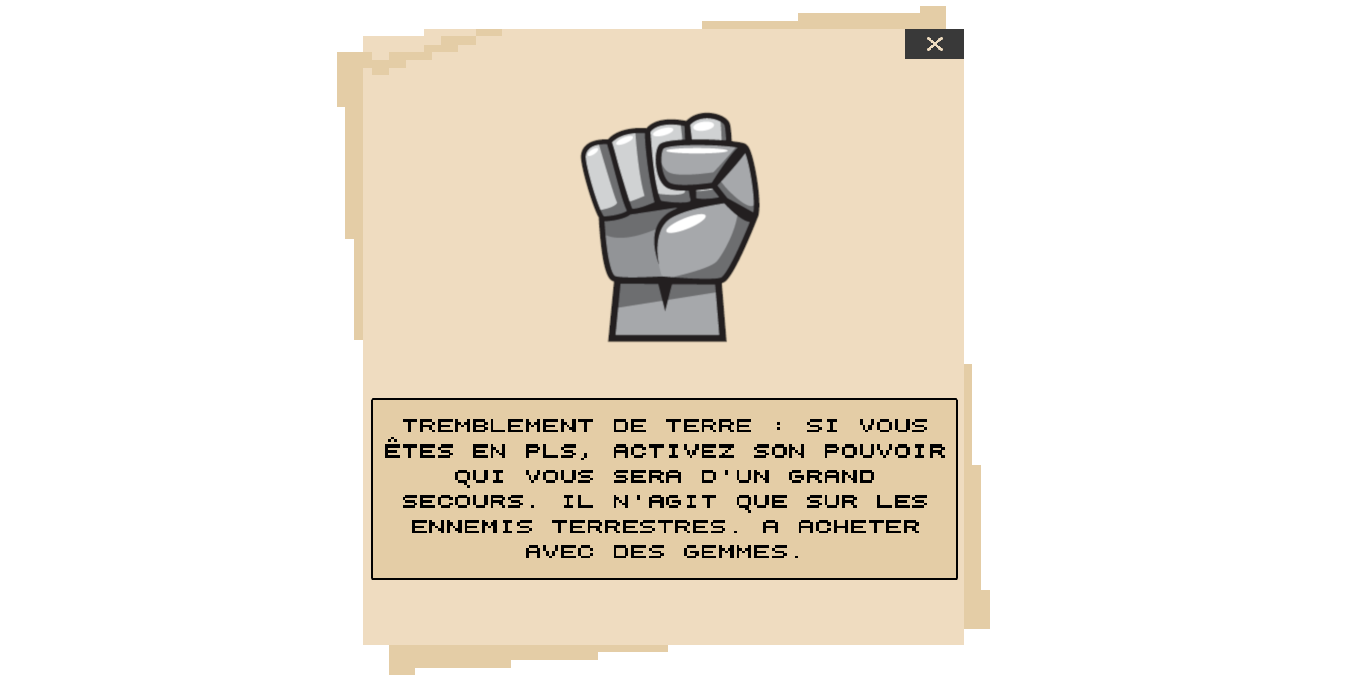 TREMBLEMENT DE TERRE : SI VOUS
ÊTES EN PLS, ACTIVEZ SON POUVOIR
QUI VOUS SERA D'UN GRAND
SECOURS. IL N'AGIT QUE SUR LES
ENNEMIS TERRESTRES. A ACHETER
AVEC DES GEMMES.